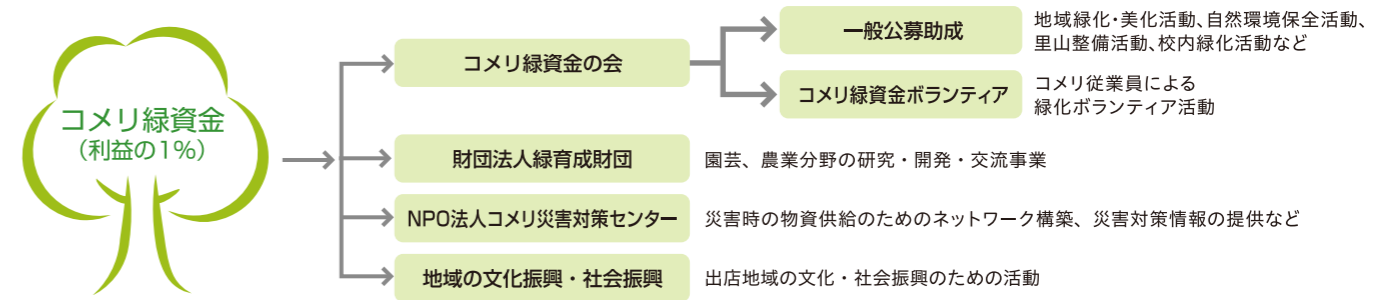 コメリ緑資金
（利益の1%）
コメリ緑資金の会
一般公募助成
地域緑化・美化活動、自然環境保全活動、
里山整備活動、校内緑化活動など
コメリ緑資金ボランティア
コメリ従業員による
緑化ボランティア活動
財団法人緑育成財団
園芸、農業分野の研究・開発・交流事業
NPO法人コメリ災害対策センター
災害時の物資供給のためのネットワーク構築、災害対策情報の提供など
地域の文化振興・社会振興
出店地域の文化・社会振興のための活動